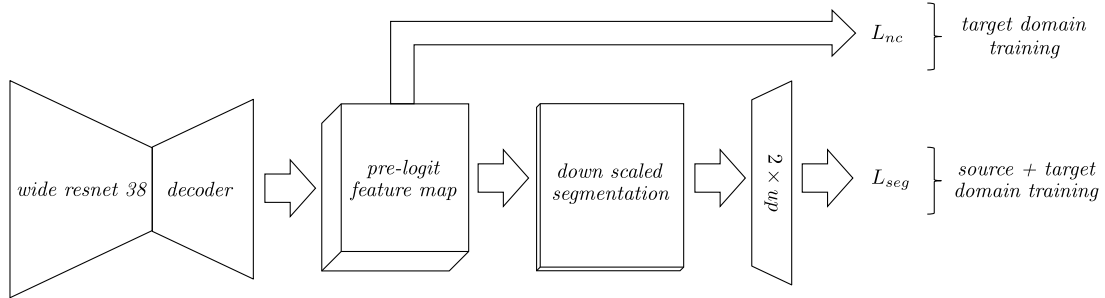 L_nc
target domain
training
wide resnet 38
decoder
pre-logit
feature map
down scaled
segmentation
2 × up
L_seg
source + target
domain training